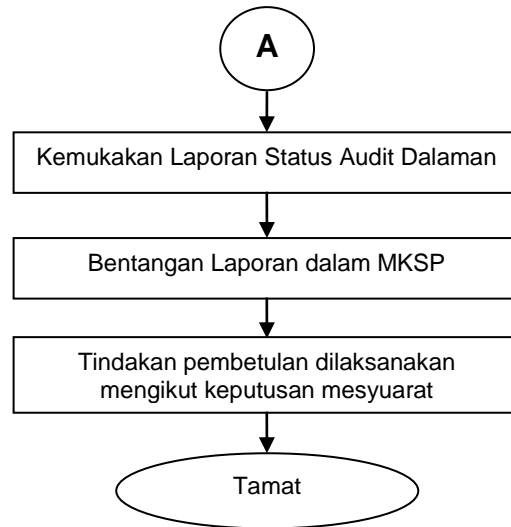 A
Kemukakan Laporan Status Audit Dalaman
Bentangan Laporan dalam MKSP
Tindakan pembetulan dilaksanakan
mengikut keputusan mesyuarat
Tamat